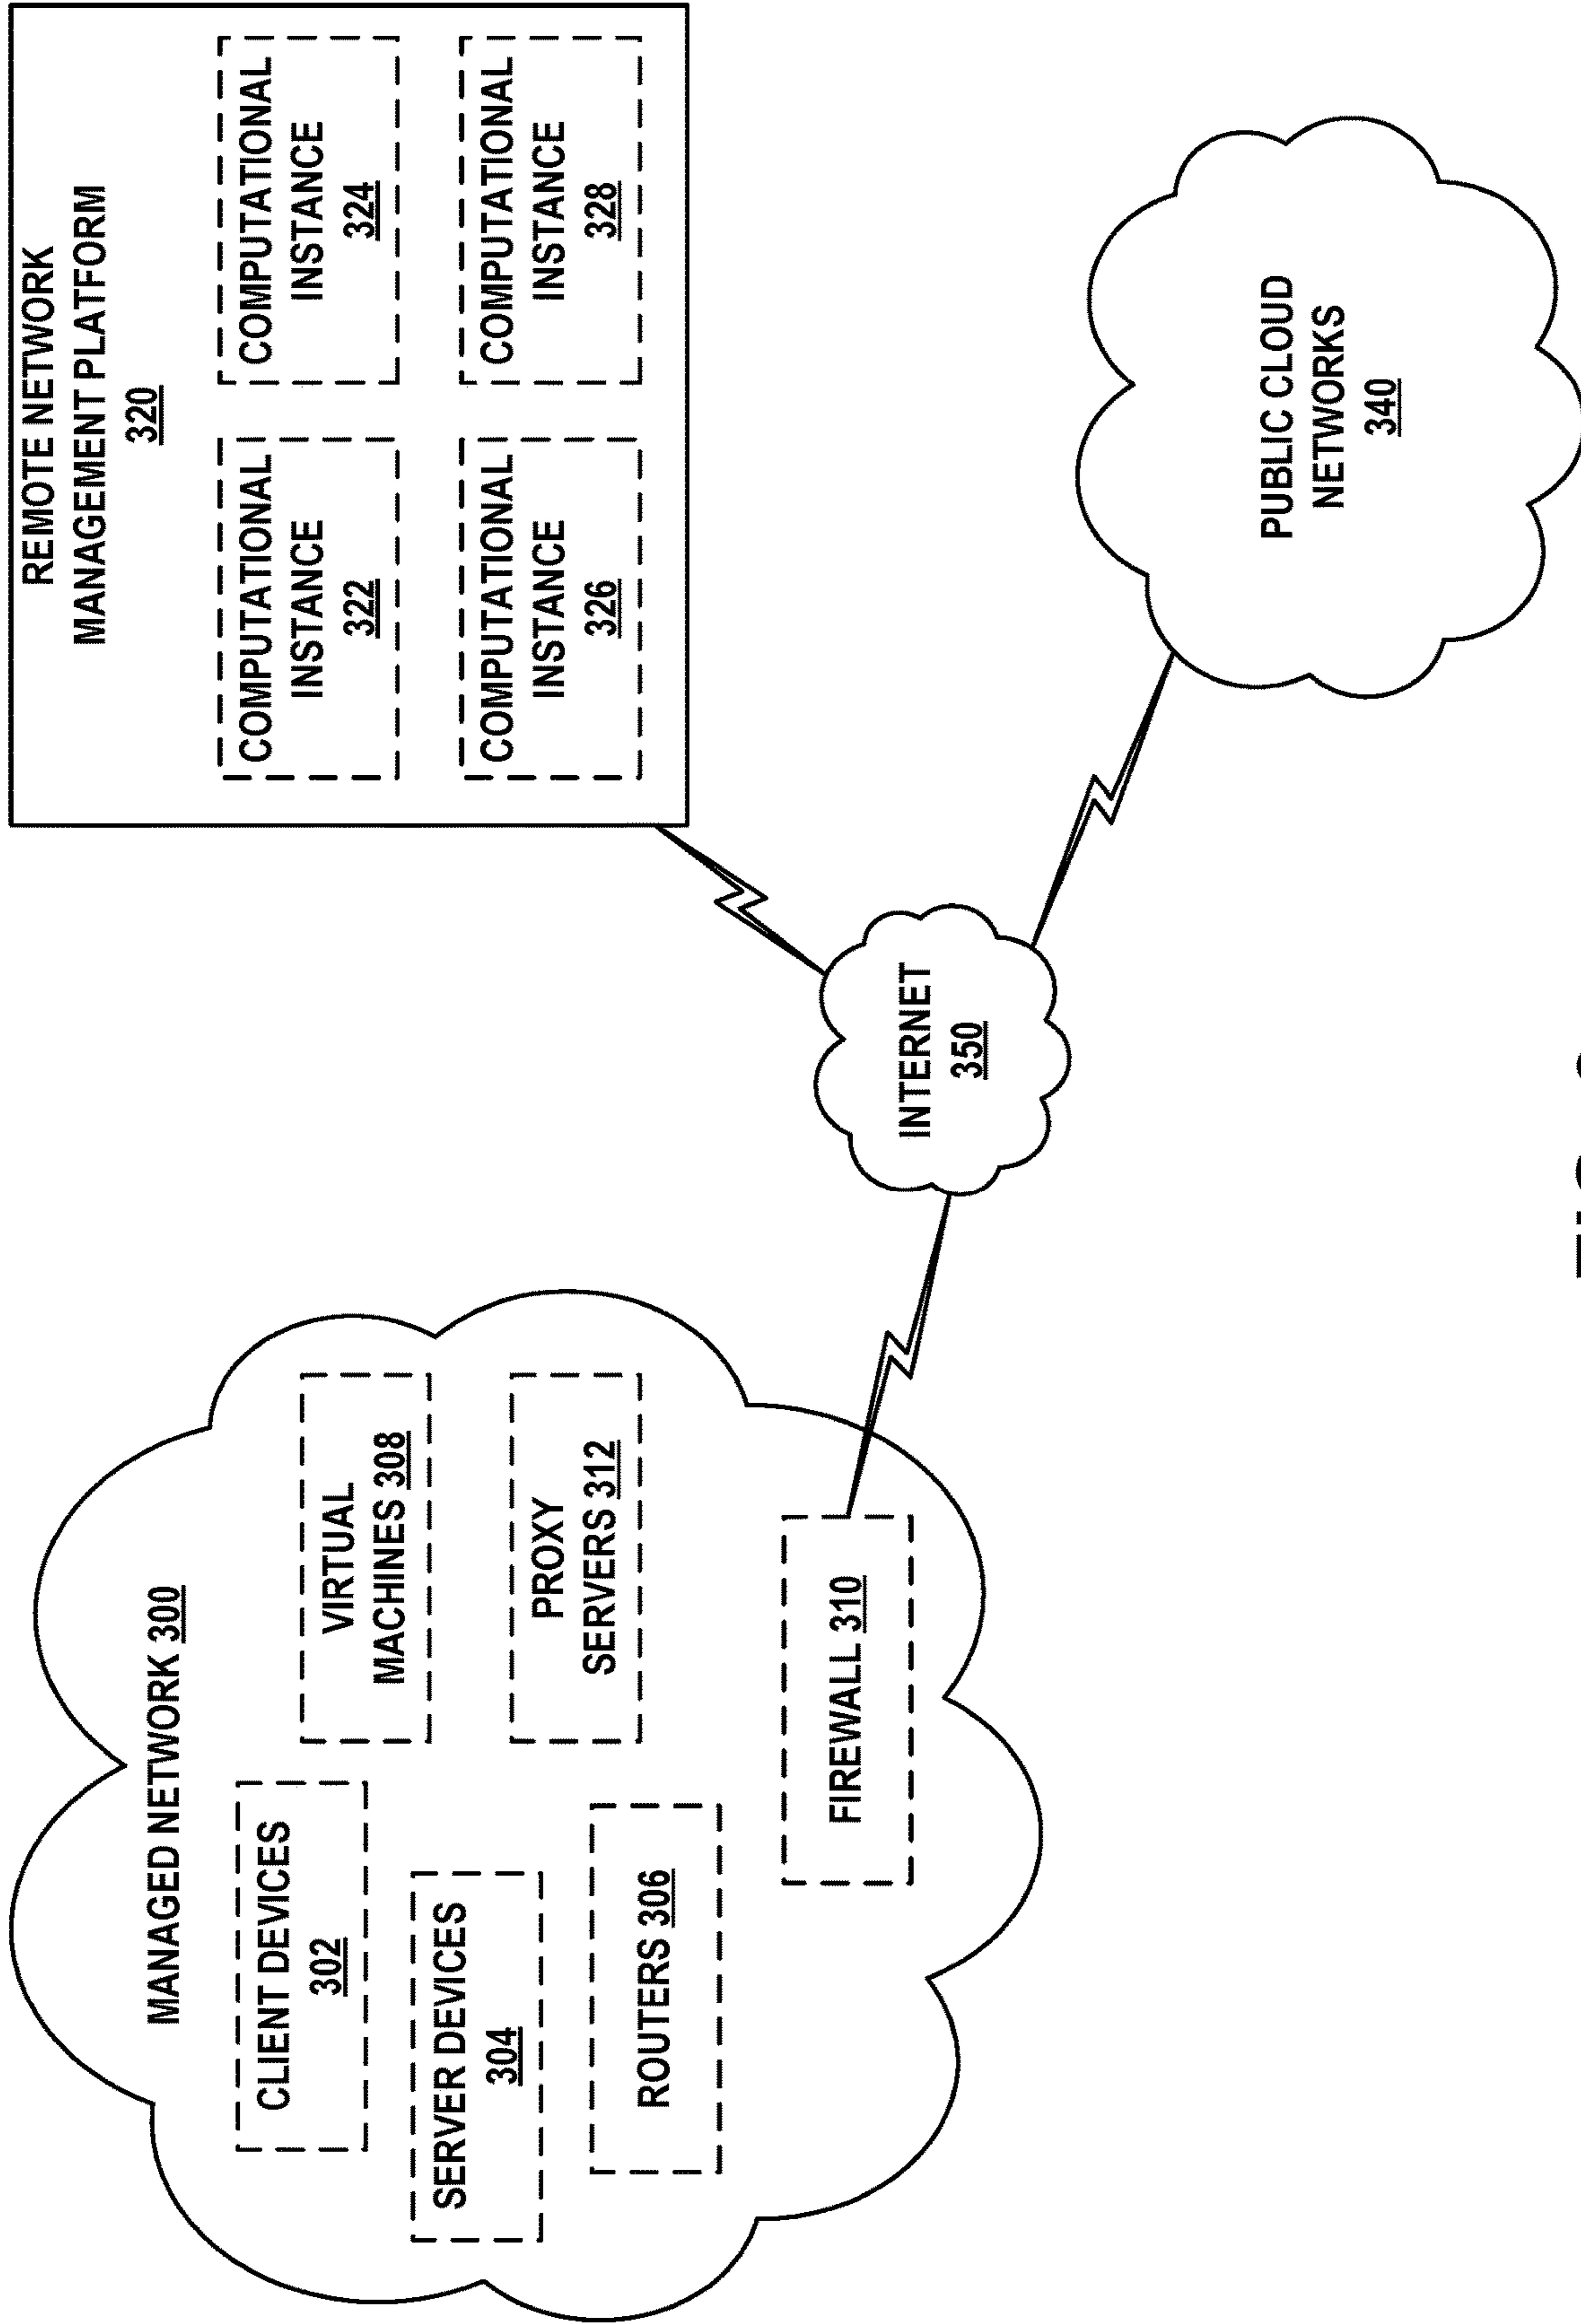 MANAGED NETWORK 300
CLIENT DEVICES
302
SERVER DEVICES
304
ROUTERS 306
VIRTUAL
MACHINES 308
PROXY
SERVERS 312
FIREWALL 310
INTERNET
350
REMOTE NETWORK
MANAGEMENT PLATFORM
320
COMPUTATIONAL
INSTANCE
322
COMPUTATIONAL
INSTANCE
324
COMPUTATIONAL
INSTANCE
326
COMPUTATIONAL
INSTANCE
328
PUBLIC CLOUD
NETWORKS
340